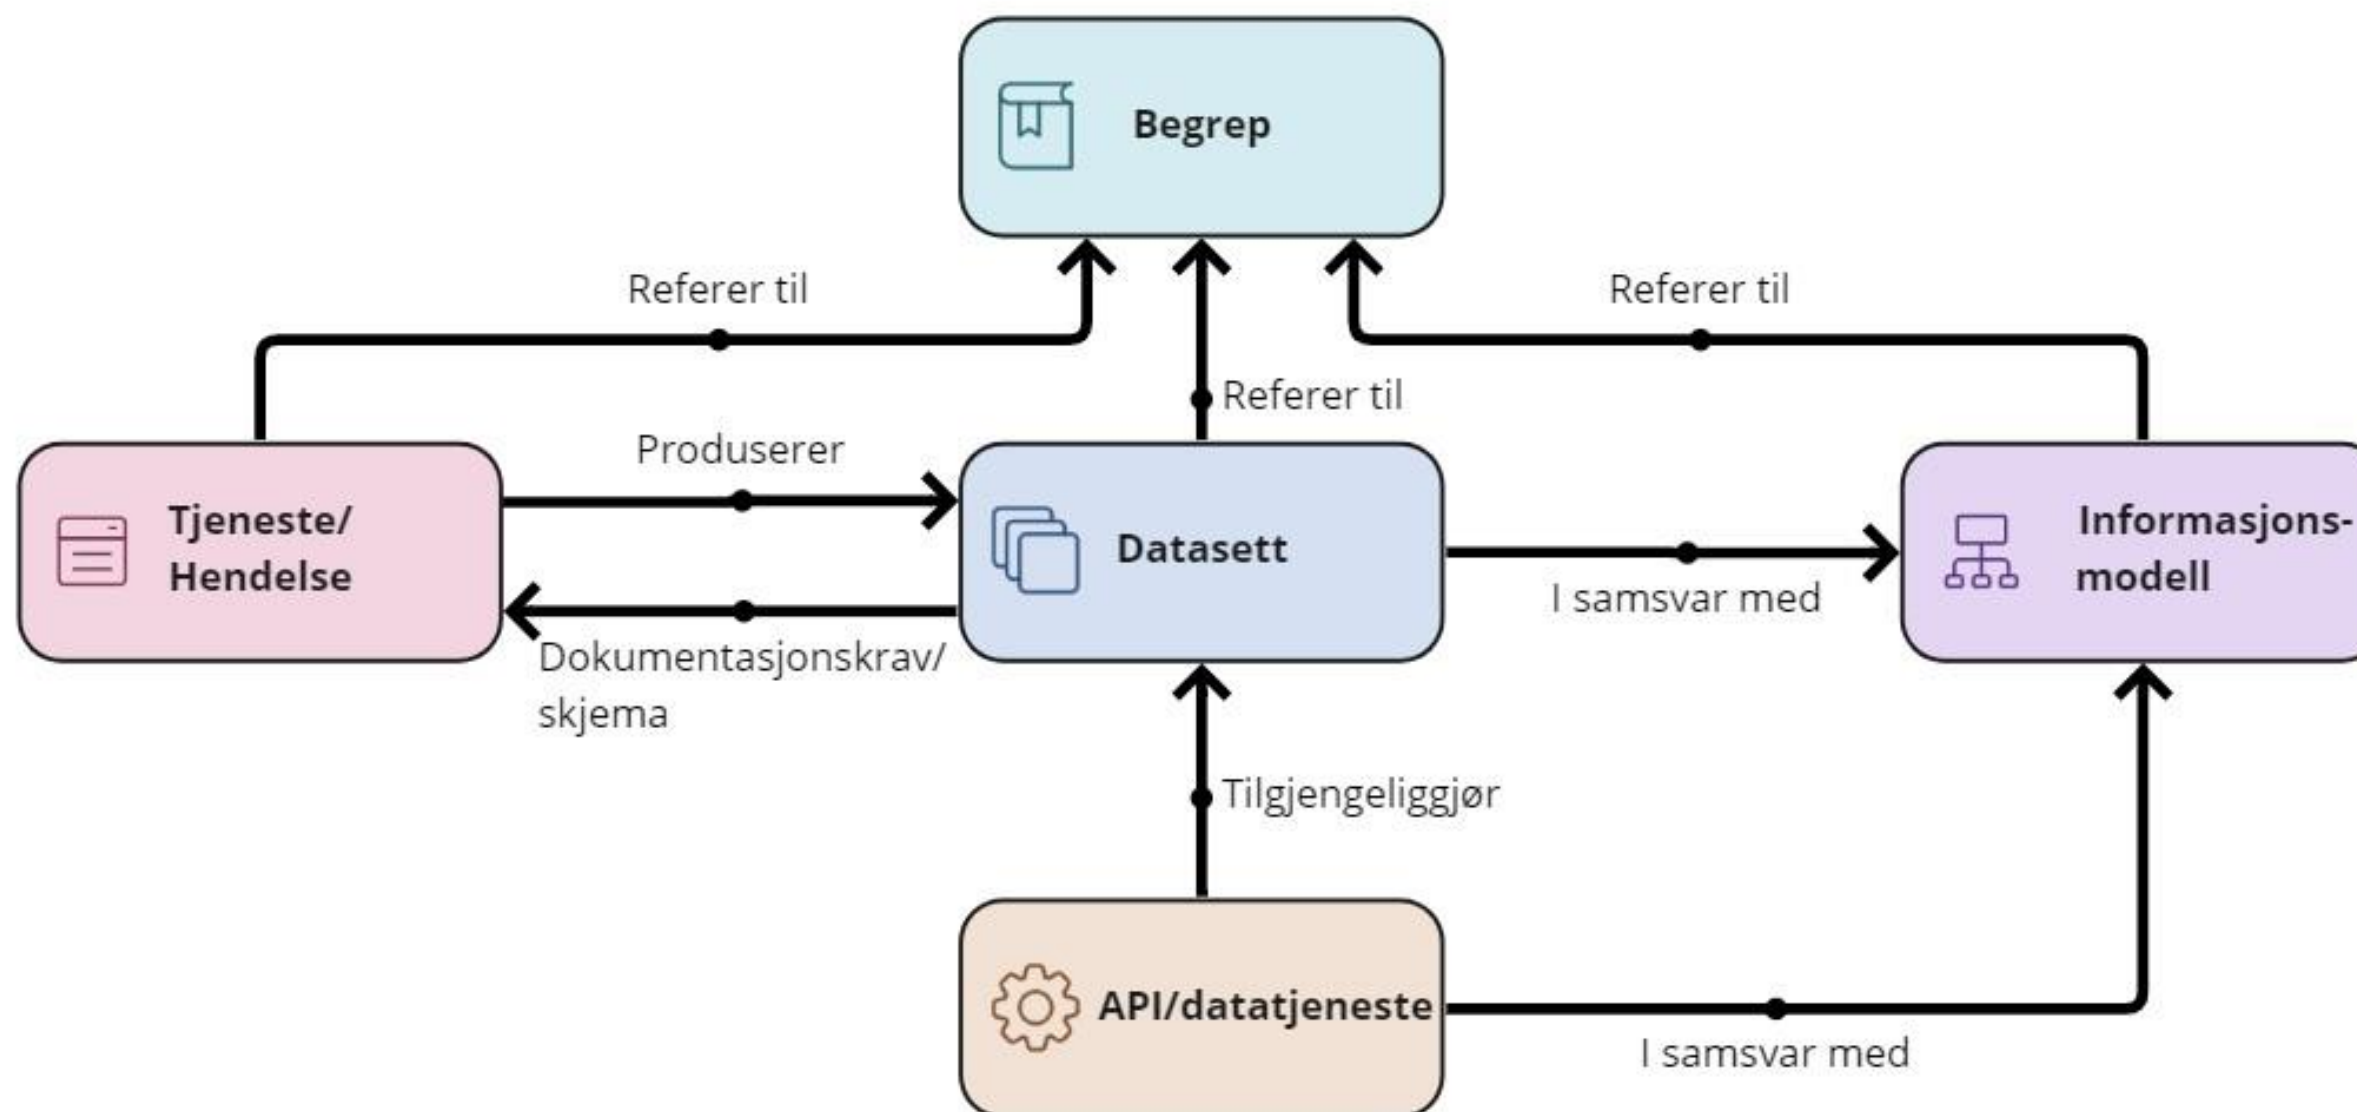 Begrep
Referer til
Referer til
Referer til
Produserer
Tjeneste/
Hendelse
Datasett
Informasjons-
modell
I samsvar med
Dokumentasjonskrav/
skjema
Tilgjengeliggjør
API/datatjeneste
I samsvar med